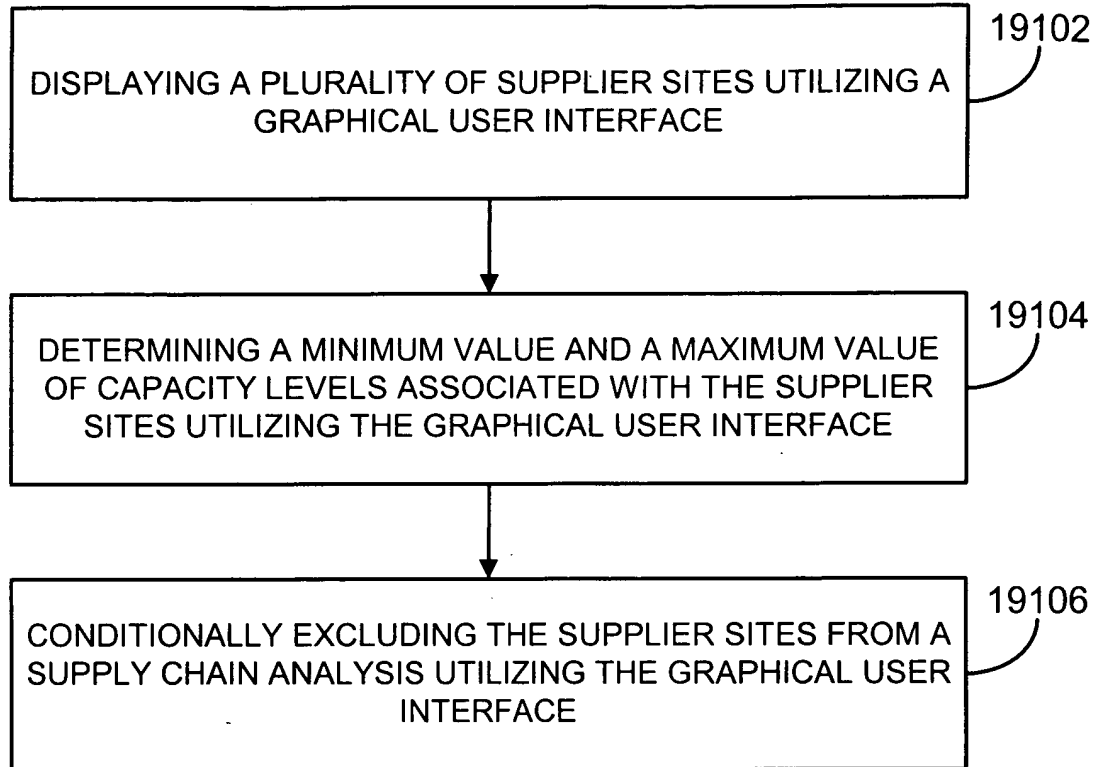 19102
DISPLAYING A PLURALITY OF SUPPLIER SITES UTILIZING A
GRAPHICAL USER INTERFACE
19104
DETERMINING A MINIMUM VALUE AND A MAXIMUM VALUE
OF CAPACITY LEVELS ASSOCIATED WITH THE SUPPLIER
SITES UTILIZING THE GRAPHICAL USER INTERFACE
19106
CONDITIONALLY EXCLUDING THE SUPPLIER SITES FROM A
SUPPLY CHAIN ANALYSIS UTILIZING THE GRAPHICAL USER
INTERFACE